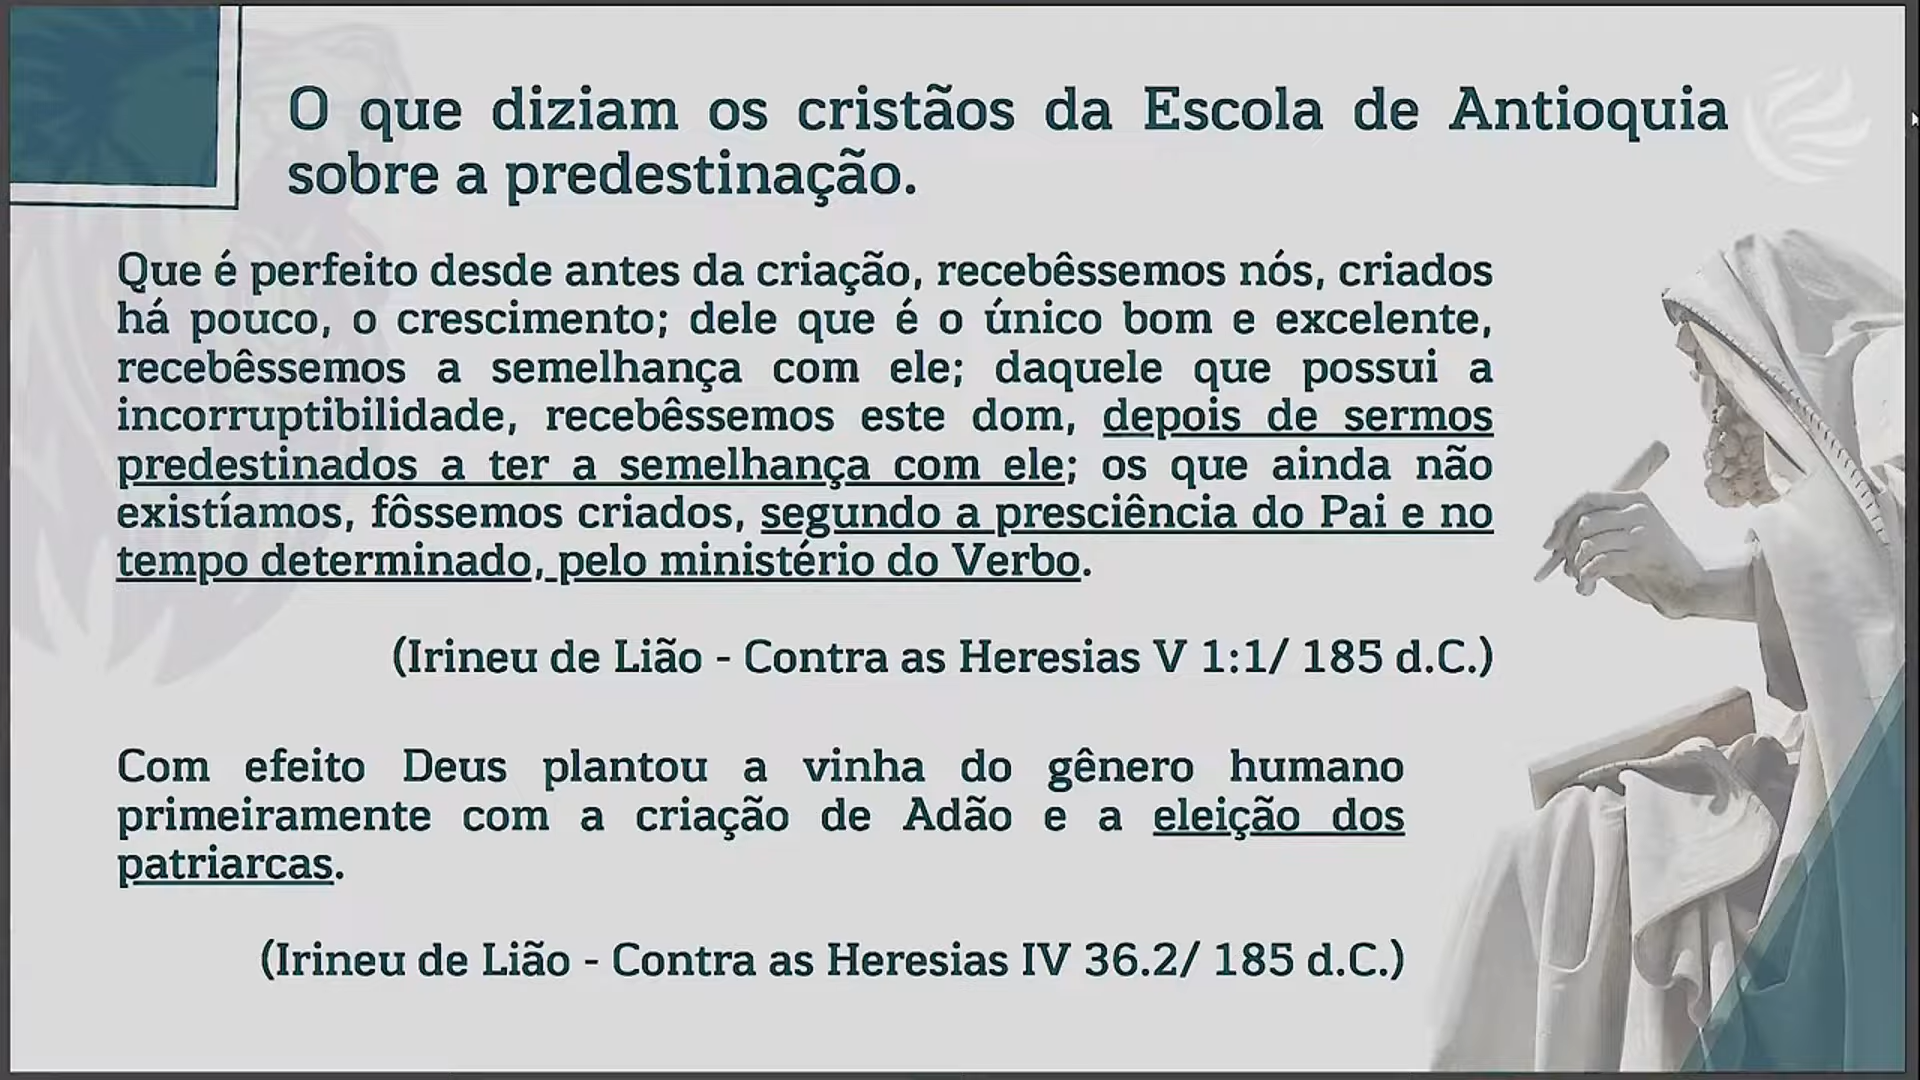 O que diziam os cristãos da Escola de Antioquia
sobre a predestinação.
Que é perfeito desde antes da criação, recebêssemos nós, criados
há pouco, o crescimento; dele que é o único bom e excelente,
recebêssemos a semelhança com ele; daquele que possui a
incorruptibilidade, recebêssemos este dom, depois de sermos
predestinados a ter a semelhança com ele; os que ainda não
existíamos, fôssemos criados, segundo a presciência do Pai e no
tempo determinado, pelo ministério do Verbo.
(Irineu de Lião - Contra as Heresias V 1:1/ 185 d.C.)
Com efeito Deus plantou a vinha do gênero humano
primeiramente com a criação de Adão e a eleição dos
patriarcas.
(Irineu de Lião - Contra as Heresias IV 36.2/ 185 d.C.)